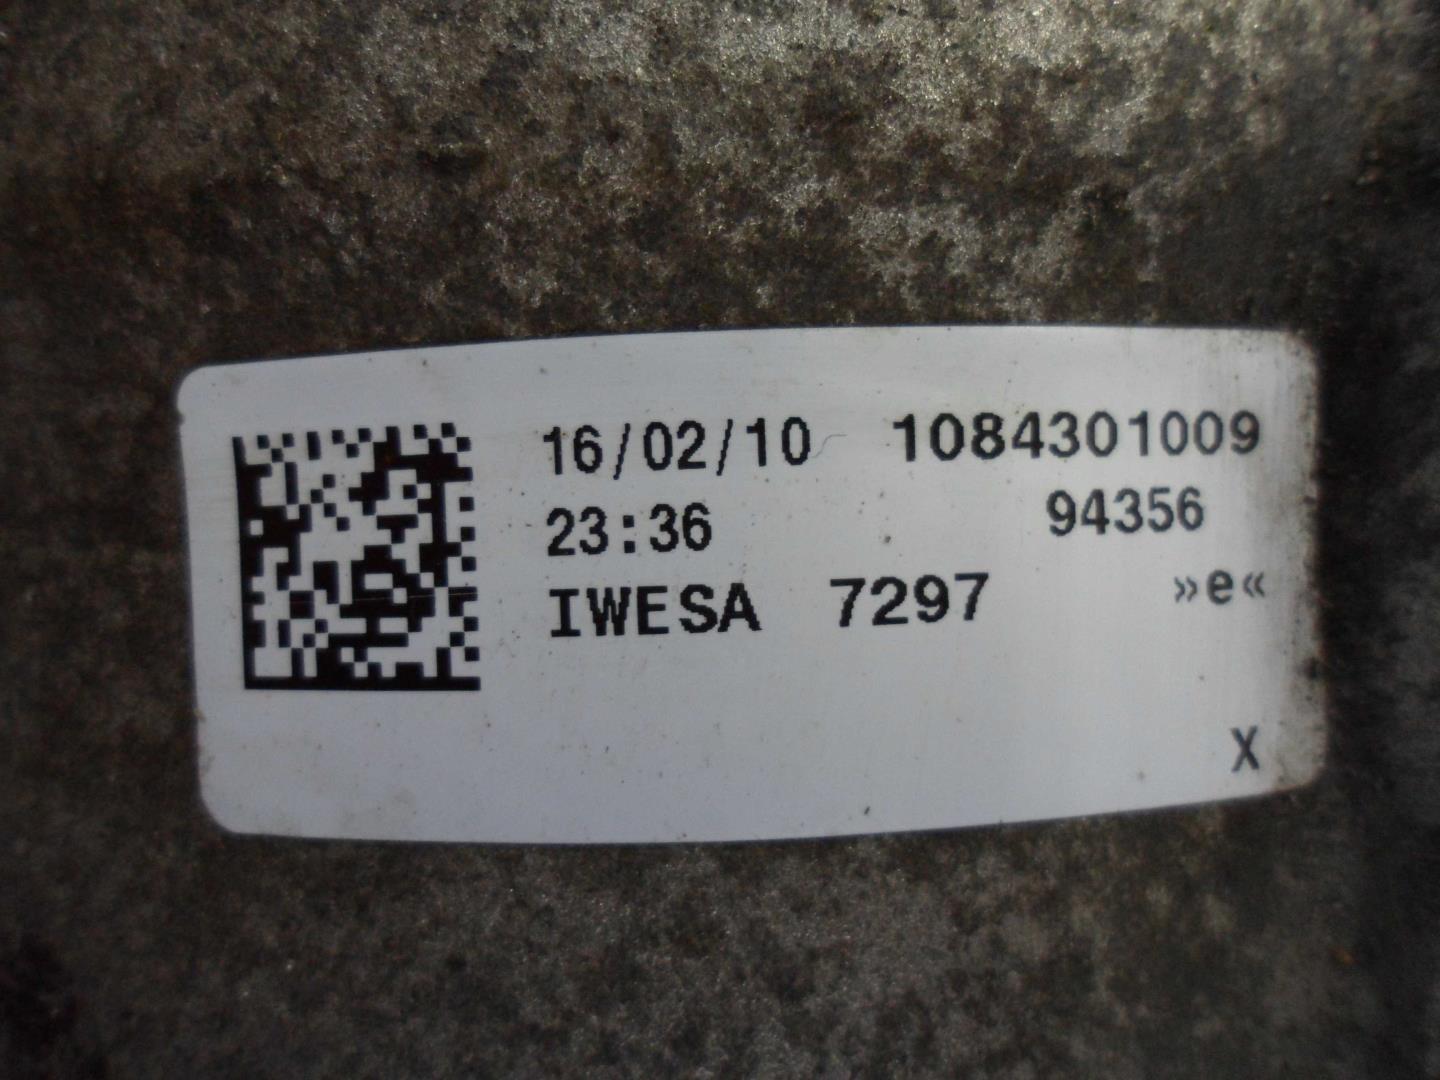 16/02/10 1084301009
23:36 94356
IWESA 7297 »e«
X